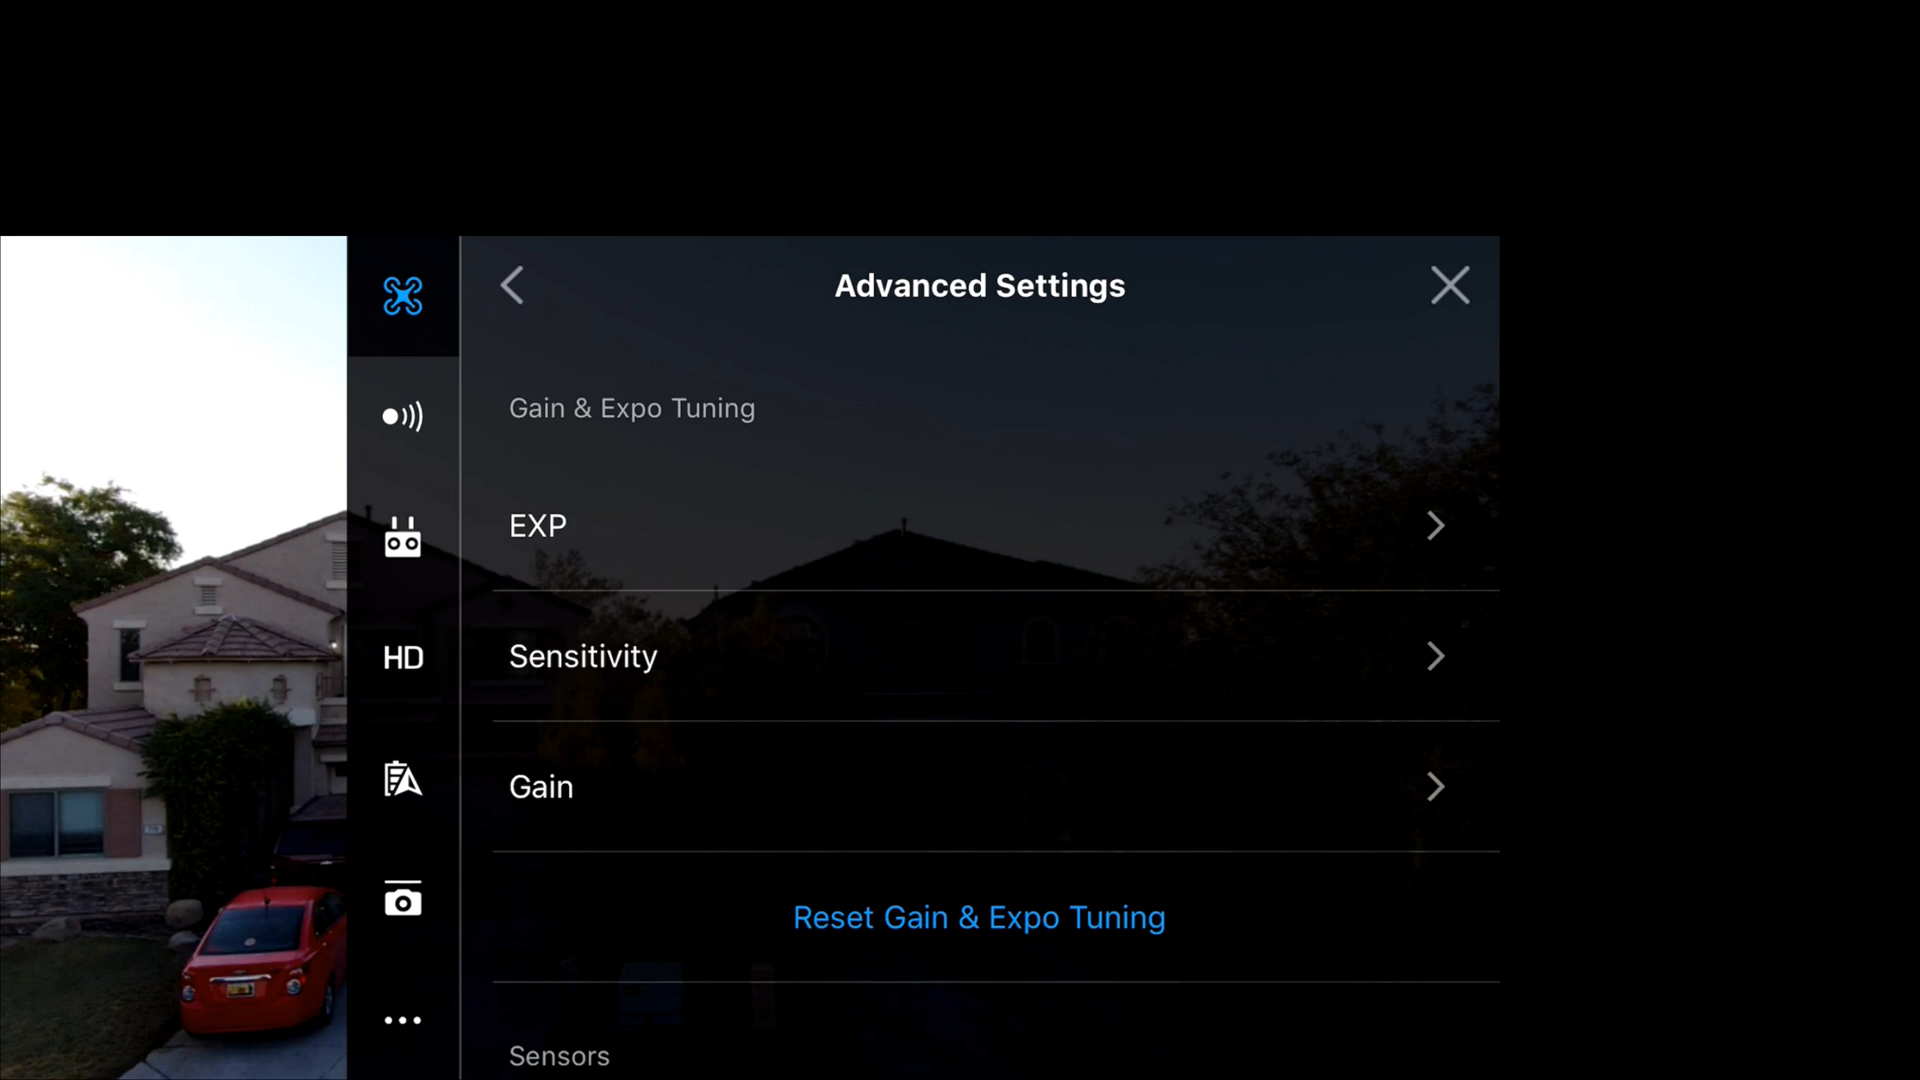 Advanced Settings
Gain & Expo Tuning
EXP
Sensitivity
HD
Gain
Reset Gain & Expo Tuning
Sensors